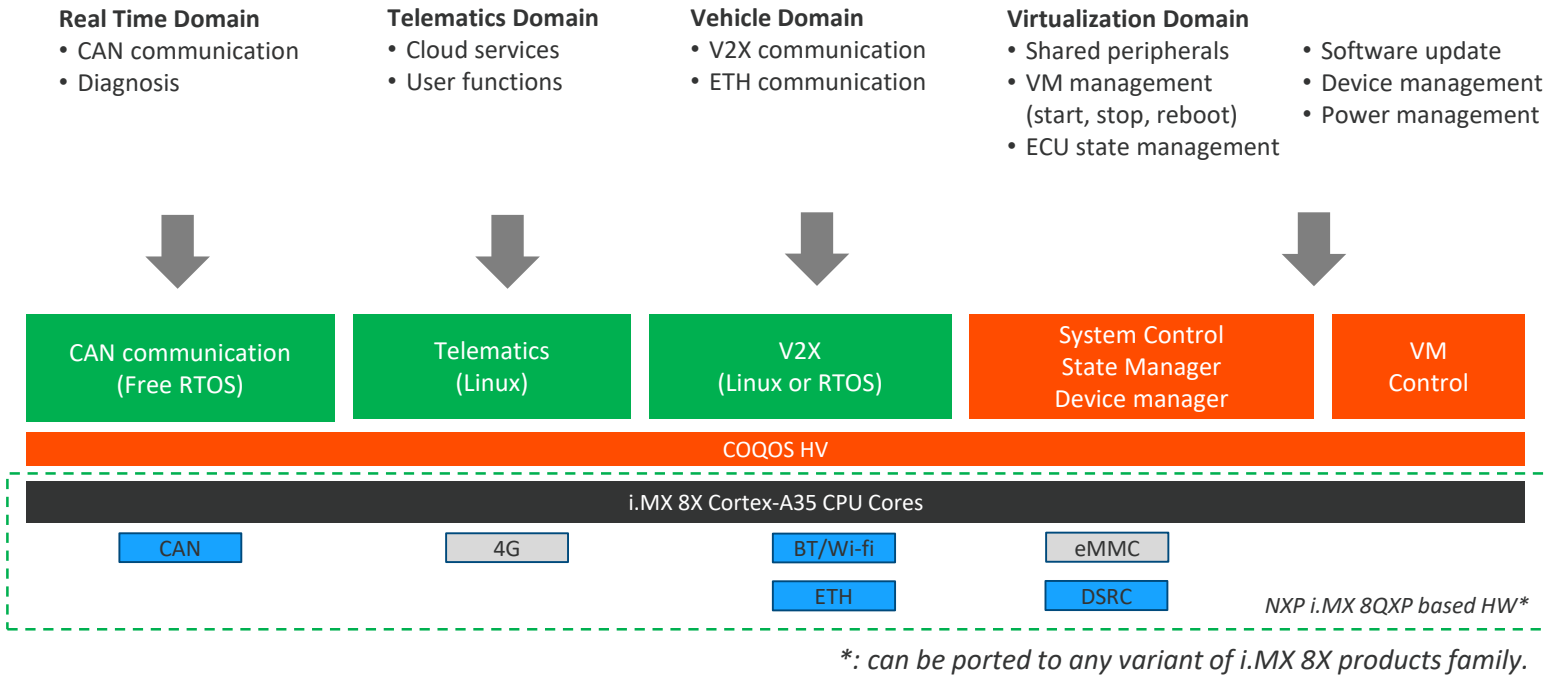 Real Time Domain
• CAN communication
• Diagnosis
Telematics Domain
• Cloud services
• User functions
Vehicle Domain
• V2X communication
• ETH communication
Virtualization Domain
• Shared peripherals
• VM management
(start, stop, reboot)
• ECU state management
• Software update
• Device management
• Power management
CAN communication
(Free RTOS)
Telematics
(Linux)
V2X
(Linux or RTOS)
System Control
State Manager
Device manager
VM
Control
COQOS HV
i.MX 8X Cortex-A35 CPU Cores
CAN
4G
BT/Wi-fi
eMMC
ETH
DSRC
NXP i.MX 8QXP based HW*
*: can be ported to any variant of i.MX 8X products family.